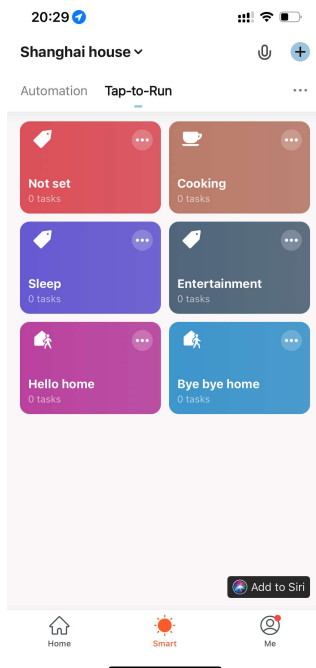 20:29
Shanghai house
Automation Tap-to-Run
Not set
0 tasks
Cooking
0 tasks
Sleep
0 tasks
Entertainment
0 tasks
Hello home
0 tasks
Bye bye home
0 tasks
Add to Siri
Home Smart Me